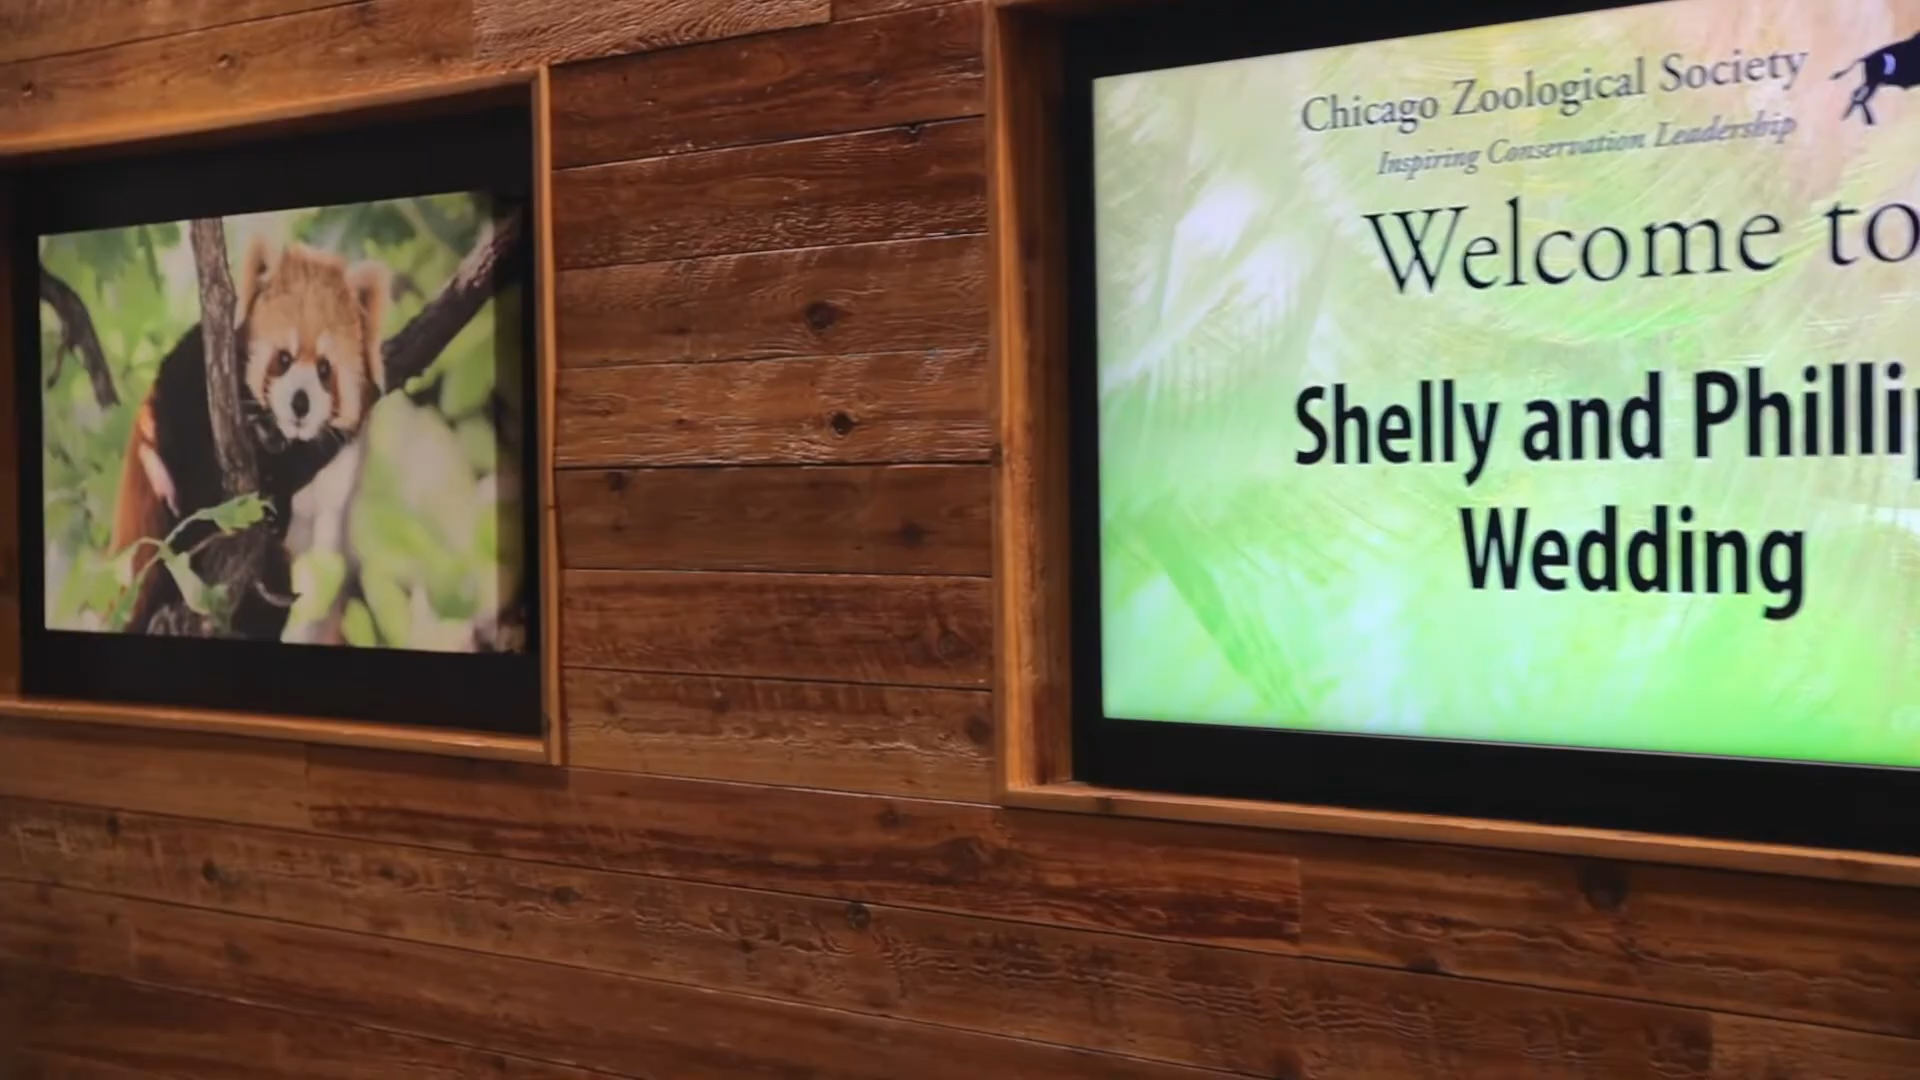 Chicago Zoological Society
Inspiring Conservation Leadership
Welcome to
Shelly and Phillip
Wedding